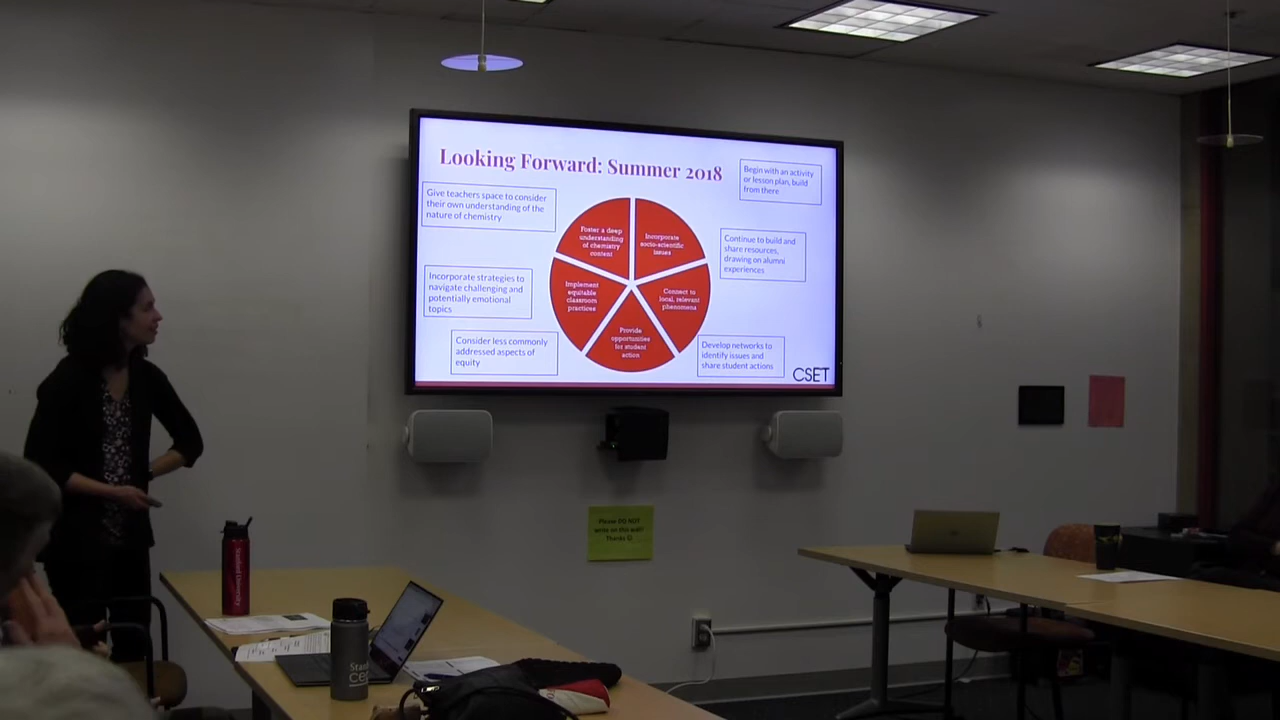 Looking Forward: Summer 2018
Begin with an activity
or lesson plan, build
from there
Give teachers space to consider
their own understanding of the
nature of chemistry
Foster a deep
understanding
of chemistry
content
Incorporate
socio-scientific
issues
Continue to build and
share resources,
drawing on alumni
experiences
Incorporate strategies to
navigate challenging and
potentially emotional
topics
Implement
equitable
classroom
practices
Connect to
local, relevant
phenomena
Provide
opportunities
for student
action
Consider less commonly
addressed aspects of
equity
Develop networks to
identify issues and
share student actions
CSET
Please DO NOT
write on this wall!
Thanks
Stanford University